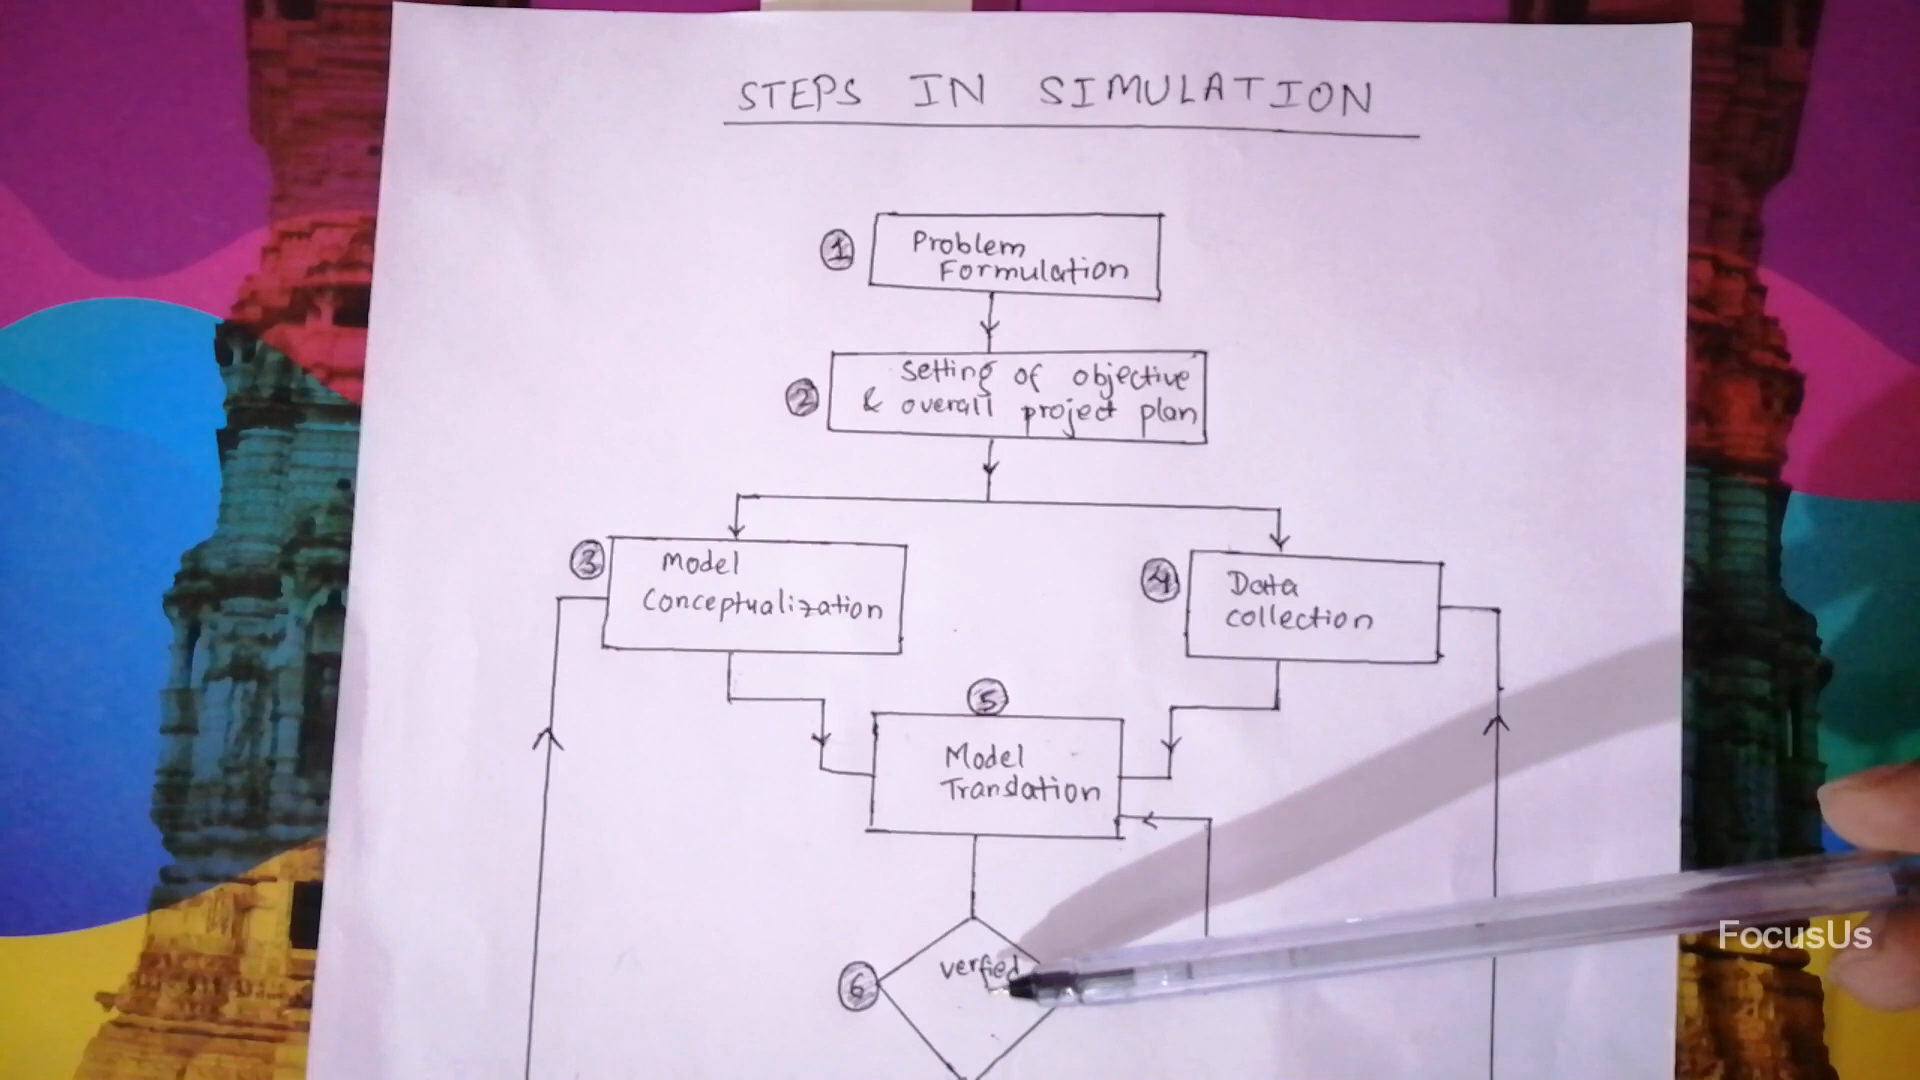 STEPS IN SIMULATION
1
Problem
Formulation
2
Setting of objective
& overall project plan
3
Model
Conceptualization
4
Data
collection
5
Model
Translation
6
verfied
FocusUs